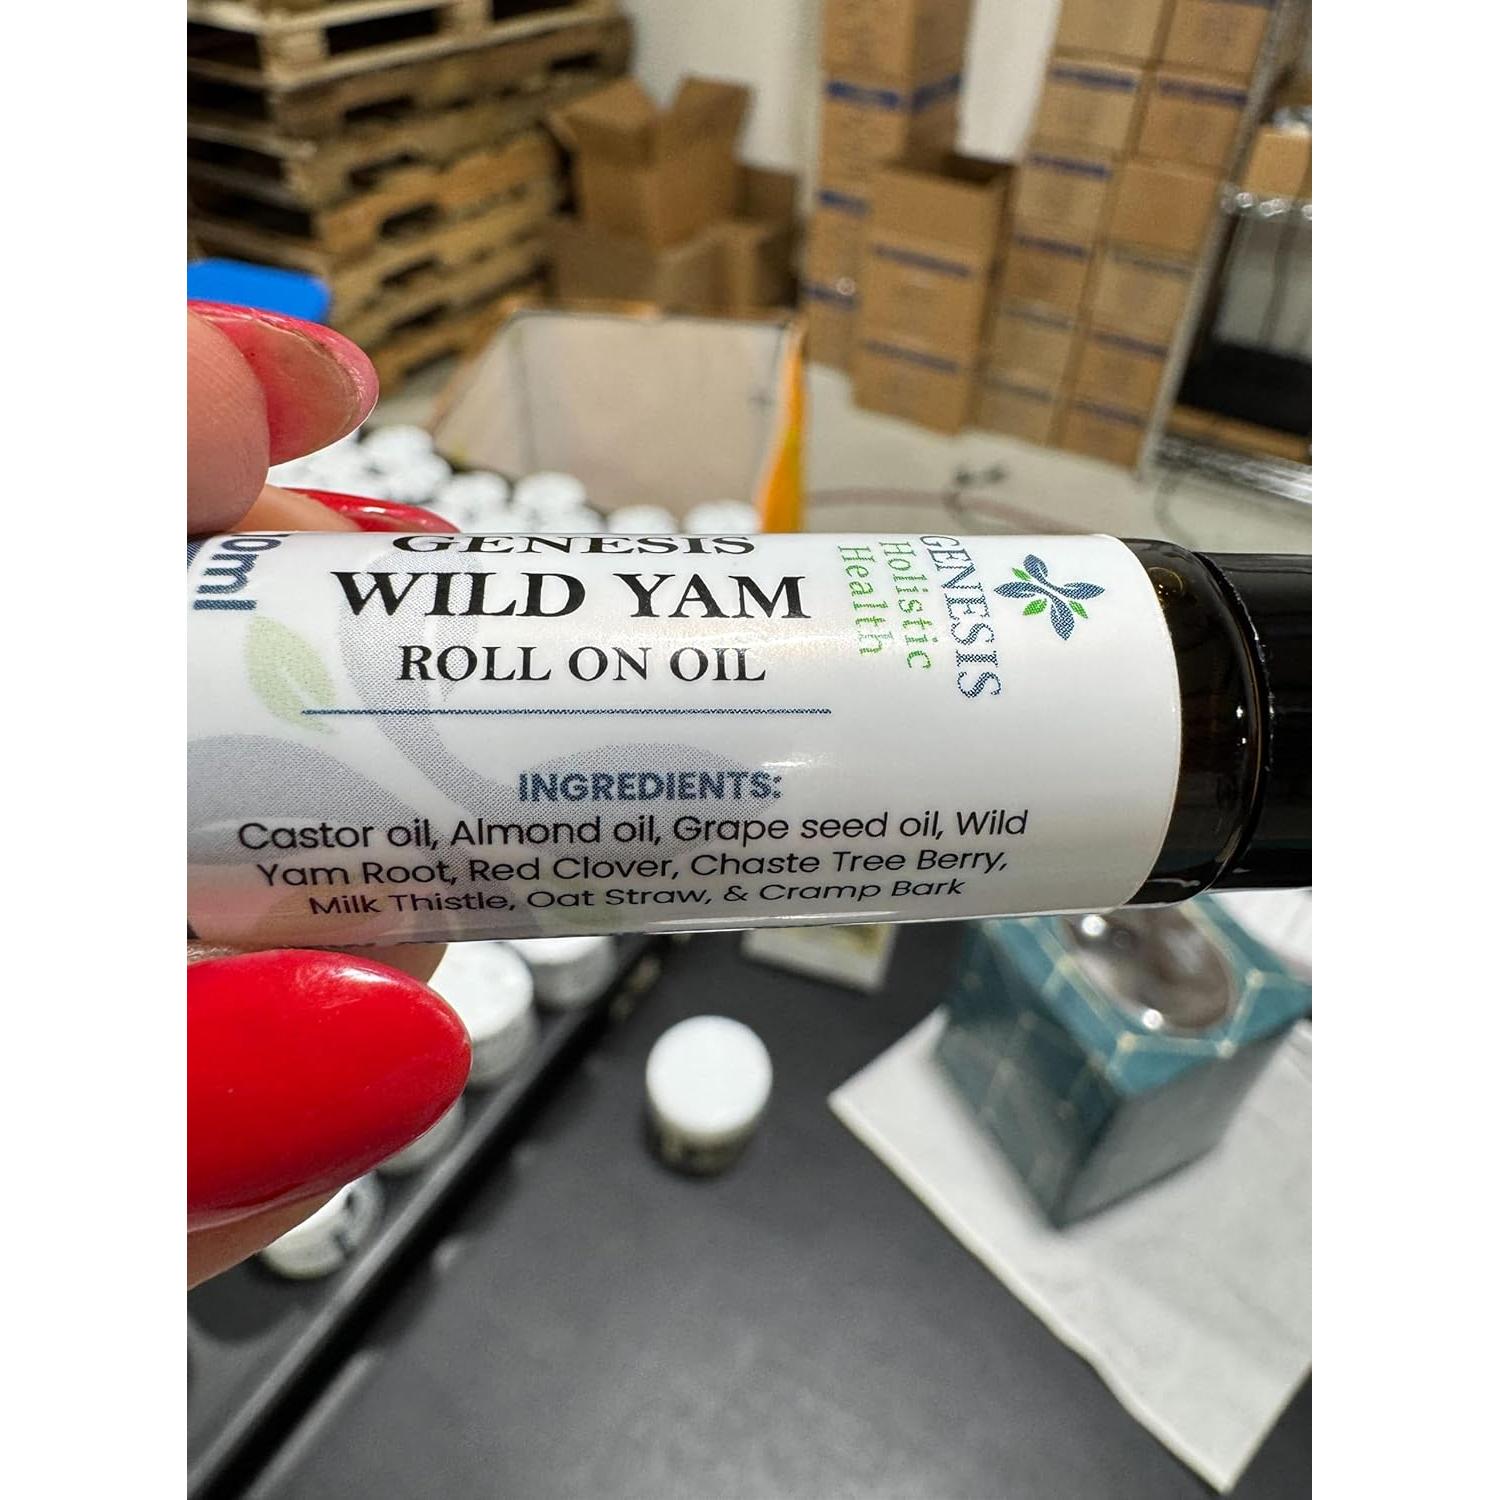 GENESIS
WILD YAM
ROLL ON OIL
GENESIS
Holistic
Health
INGREDIENTS:
Castor oil, Almond oil, Grape seed oil, Wild
Yam Root, Red Clover, Chaste Tree Berry,
Milk Thistle, Oat Straw, & Cramp Bark